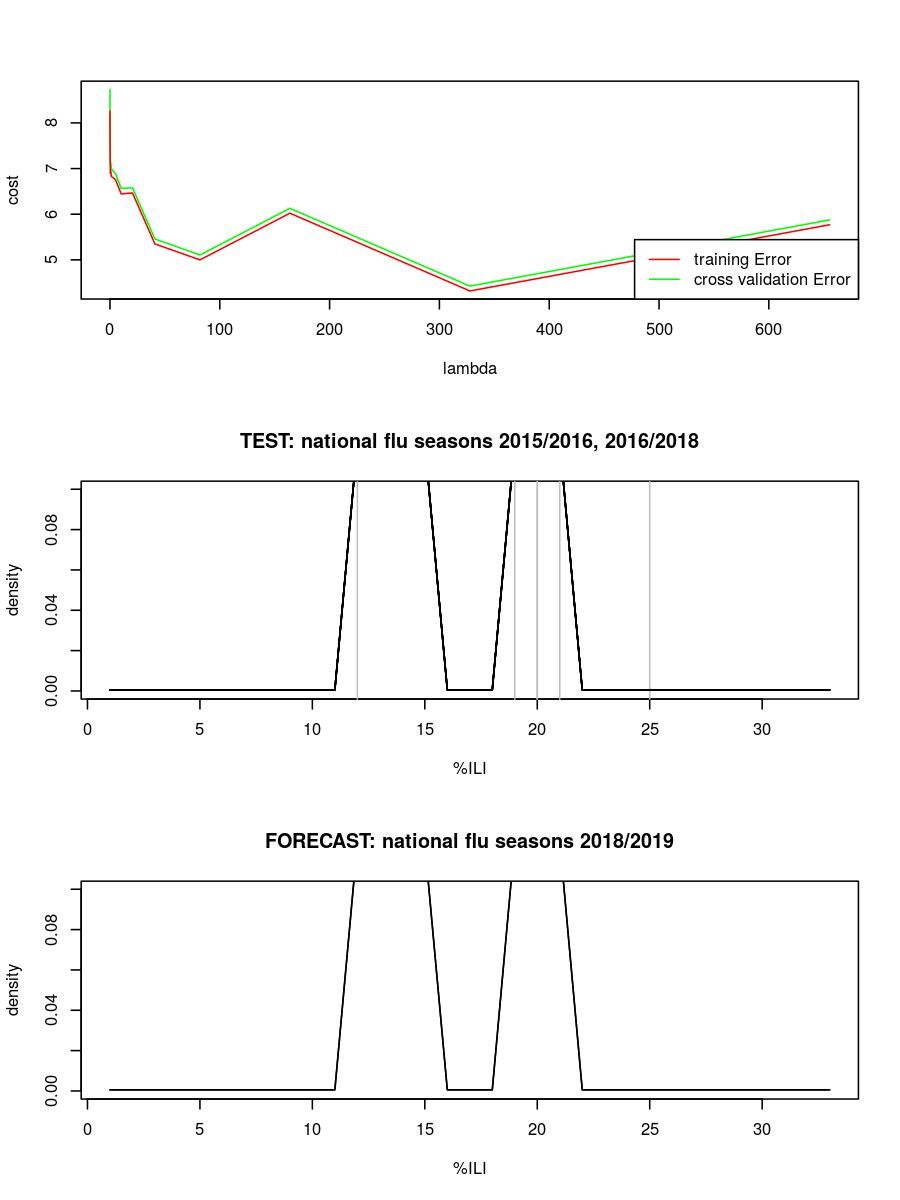 cost
8
7
6
5
training Error
cross validation Error
0 100 200 300 400 500 600
lambda
TEST: national flu seasons 2015/2016, 2016/2018
density
0.08
0.04
0.00
0 5 10 15 20 25 30
%ILI
FORECAST: national flu seasons 2018/2019
density
0.08
0.04
0.00
0 5 10 15 20 25 30
%ILI